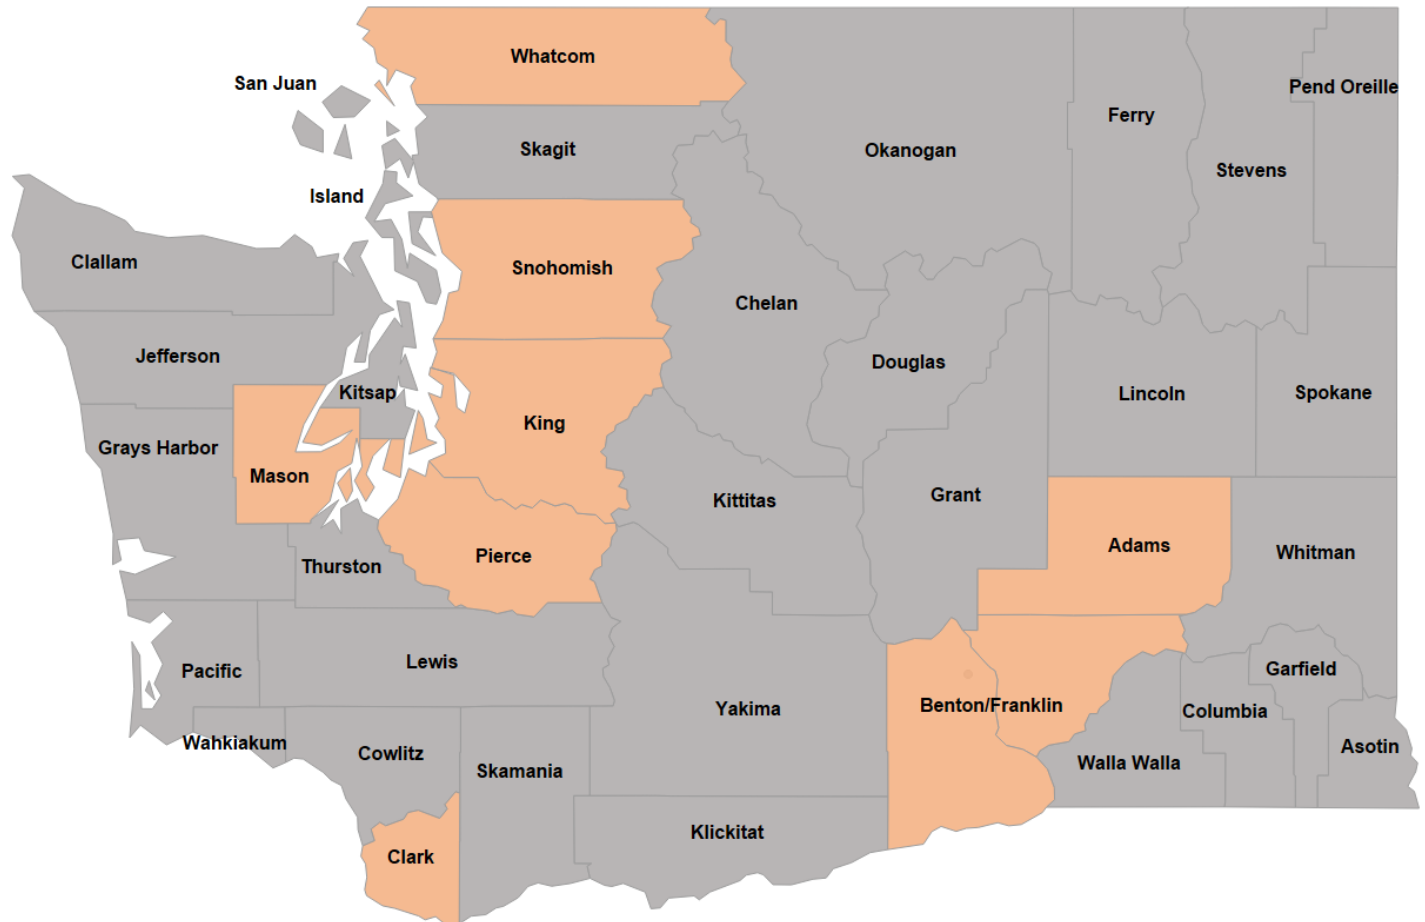 Whatcom
San Juan
Pend Oreille
Ferry
Skagit
Okanogan
Stevens
Island
Clallam
Snohomish
Chelan
Jefferson
Douglas
Kitsap
Lincoln
Spokane
King
Grays Harbor
Mason
Grant
Kittitas
Adams
Whitman
Pierce
Thurston
Lewis
Garfield
Pacific
Benton/Franklin
Yakima
Columbia
Wahkiakum
Asotin
Cowlitz
Walla Walla
Skamania
Klickitat
Clark